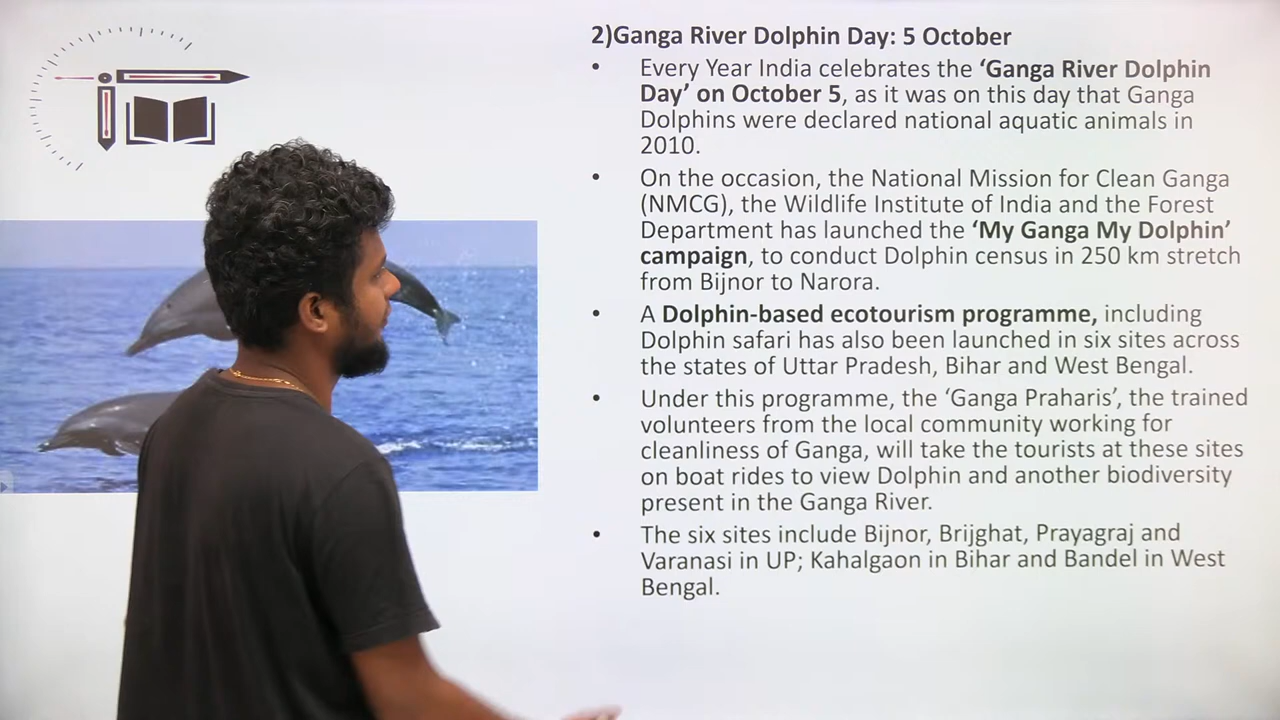 2)Ganga River Dolphin Day: 5 October
• Every Year India celebrates the ‘Ganga River Dolphin
Day’ on October 5, as it was on this day that Ganga
Dolphins were declared national aquatic animals in
2010.
• On the occasion, the National Mission for Clean Ganga
(NMCG), the Wildlife Institute of India and the Forest
Department has launched the ‘My Ganga My Dolphin’
campaign, to conduct Dolphin census in 250 km stretch
from Bijnor to Narora.
• A Dolphin-based ecotourism programme, including
Dolphin safari has also been launched in six sites across
the states of Uttar Pradesh, Bihar and West Bengal.
• Under this programme, the ‘Ganga Praharis’, the trained
volunteers from the local community working for
cleanliness of Ganga, will take the tourists at these sites
on boat rides to view Dolphin and another biodiversity
present in the Ganga River.
• The six sites include Bijnor, Brijghat, Prayagraj and
Varanasi in UP; Kahalgaon in Bihar and Bandel in West
Bengal.